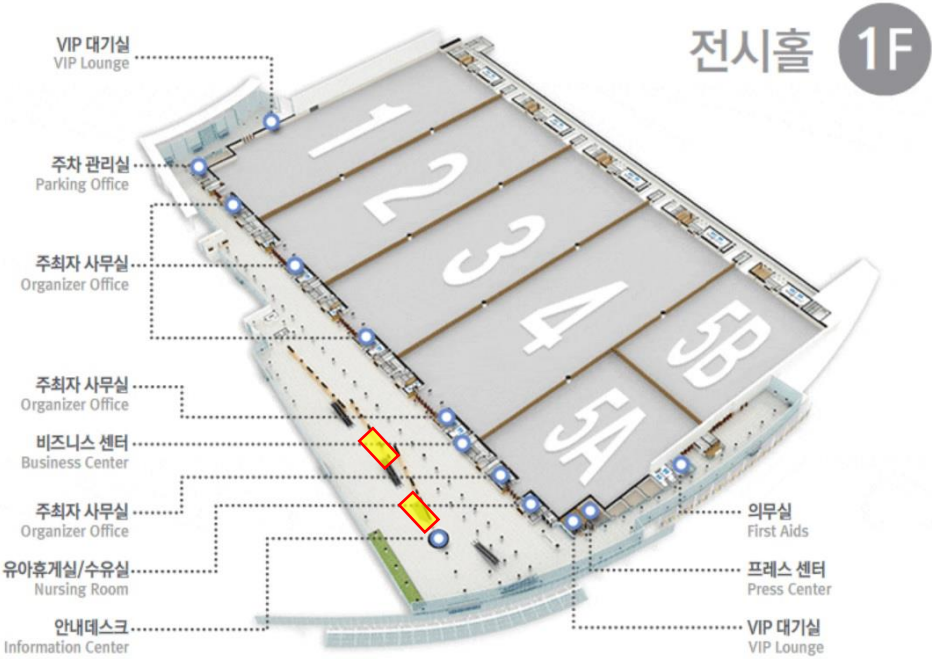 전시홀 1F
VIP 대기실
VIP Lounge
주차 관리실
Parking Office
주최자 사무실
Organizer Office
주최자 사무실
Organizer Office
비즈니스 센터
Business Center
주최자 사무실
Organizer Office
유아휴게실/수유실
Nursing Room
안내데스크
Information Center
1
2
3
4
5A
5B
의무실
First Aids
프레스 센터
Press Center
VIP 대기실
VIP Lounge